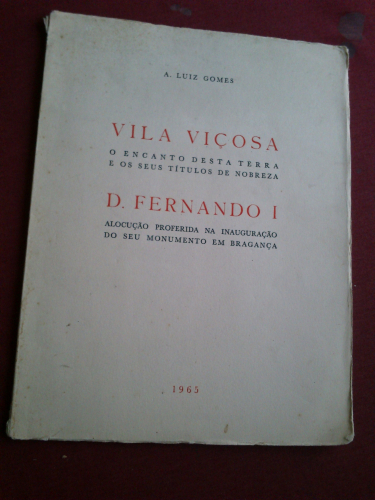 A. LUIZ GOMES
VILA VIÇOSA
O ENCANTO DESTA TERRA
E OS SEUS TÍTULOS DE NOBREZA
D. FERNANDO I
ALOCUÇÃO PROFERIDA NA INAUGURAÇÃO
DO SEU MONUMENTO EM BRAGANÇA
1965